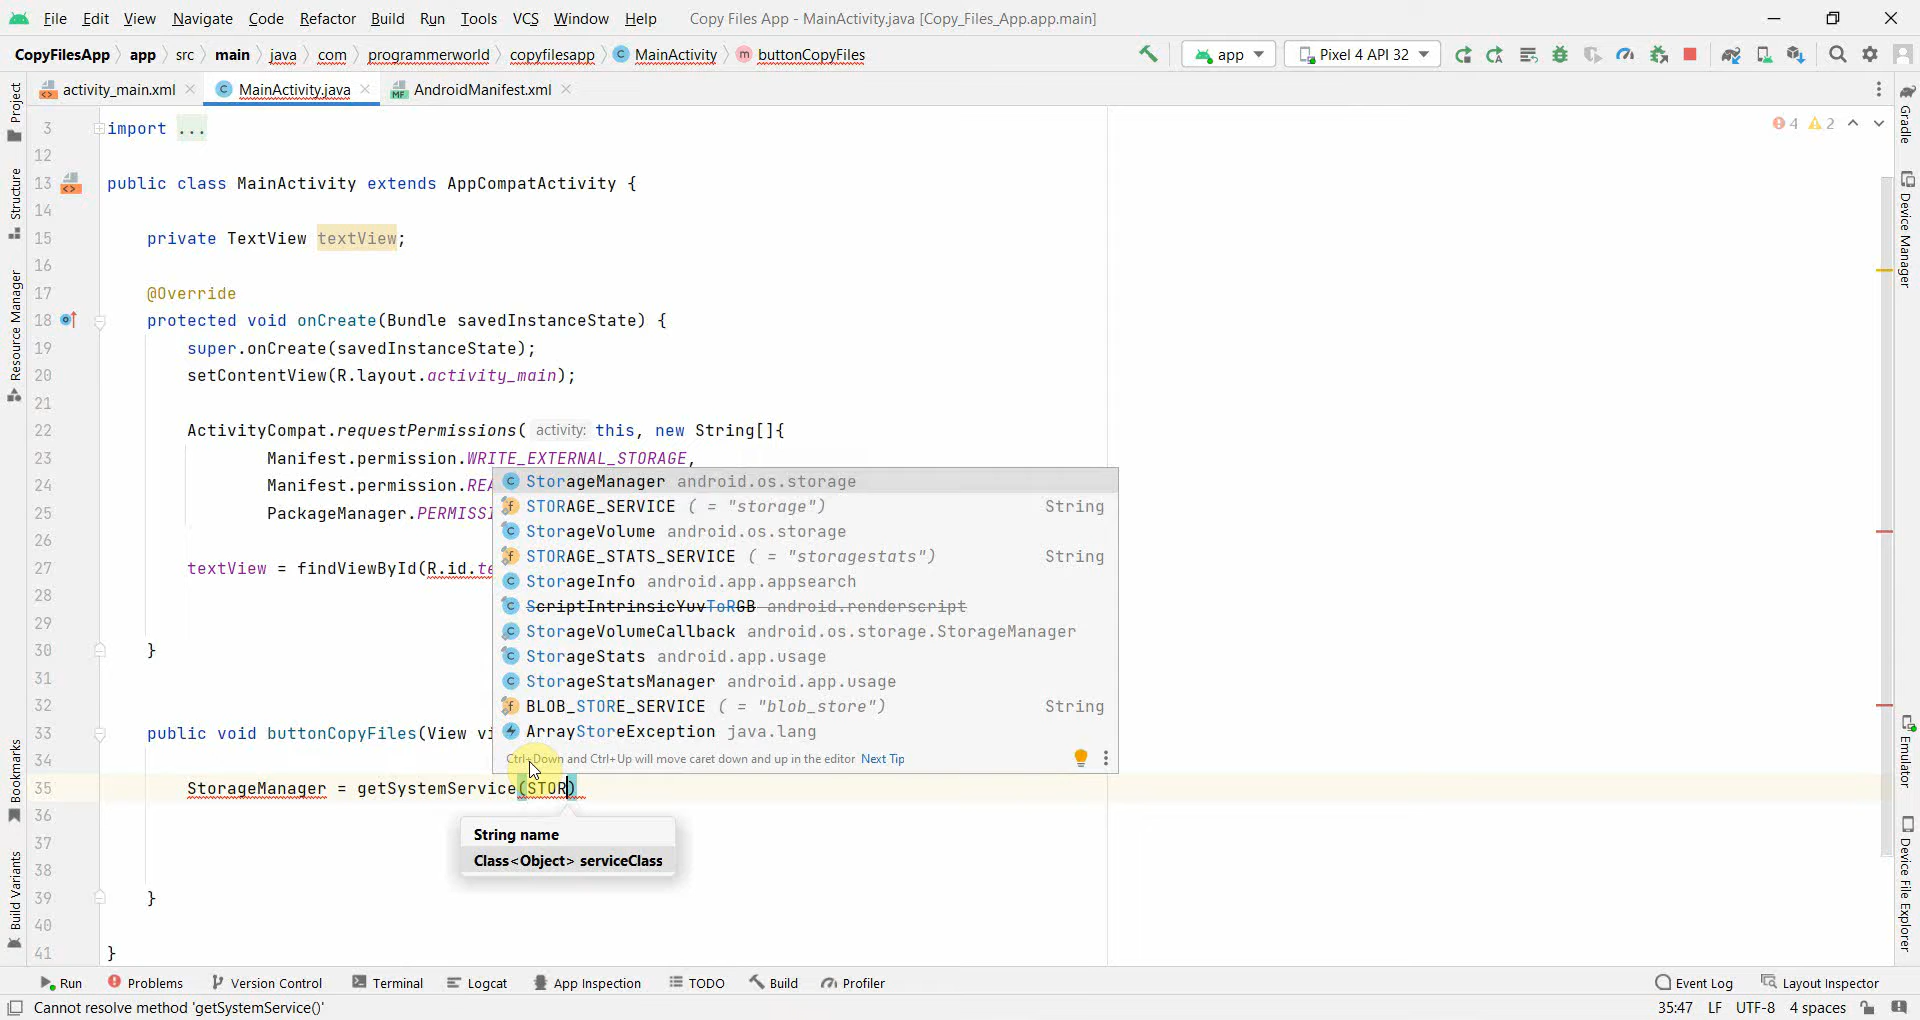 File Edit View Navigate Code Refactor Build Run Tools VCS Window Help Copy Files App - MainActivity.java [Copy_Files_App.app.main]
CopyFilesApp app src main java com programmerworld copyfilesapp MainActivity buttonCopyFiles app Pixel 4 API 32
activity_main.xml MainActivity.java AndroidManifest.xml
Project
Structure
Resource Manager
Bookmarks
Build Variants
3 import ...
12
13 public class MainActivity extends AppCompatActivity {
14
15 private TextView textView;
16
17 @Override
18 protected void onCreate(Bundle savedInstanceState) {
19 super.onCreate(savedInstanceState);
20 setContentView(R.layout.activity_main);
21
22 ActivityCompat.requestPermissions( activity: this, new String[]{
23 Manifest.permission.WRITE_EXTERNAL_STORAGE,
24 Manifest.permission.REA
25 PackageManager.PERMISSI
26
27 textView = findViewById(R.id.te
28
29
30 }
31
32
33 public void buttonCopyFiles(View vi
34
35 StorageManager = getSystemService(STOR)
36
37
38
39 }
40
41 }
StorageManager android.os.storage
STORAGE_SERVICE ( = "storage") String
StorageVolume android.os.storage
STORAGE_STATS_SERVICE ( = "storagestats") String
StorageInfo android.app.appsearch
ScriptIntrinsicYuvToRGB android.renderscript
StorageVolumeCallback android.os.storage.StorageManager
StorageStats android.app.usage
StorageStatsManager android.app.usage
BLOB_STORE_SERVICE ( = "blob_store") String
ArrayStoreException java.lang
Ctrl+Down and Ctrl+Up will move caret down and up in the editor Next Tip
String name
Class<Object> serviceClass
4 2
Gradle
Device Manager
Emulator
Device File Explorer
Run Problems Version Control Terminal Logcat App Inspection TODO Build Profiler Event Log Layout Inspector
Cannot resolve method 'getSystemService()' 35:47 LF UTF-8 4 spaces